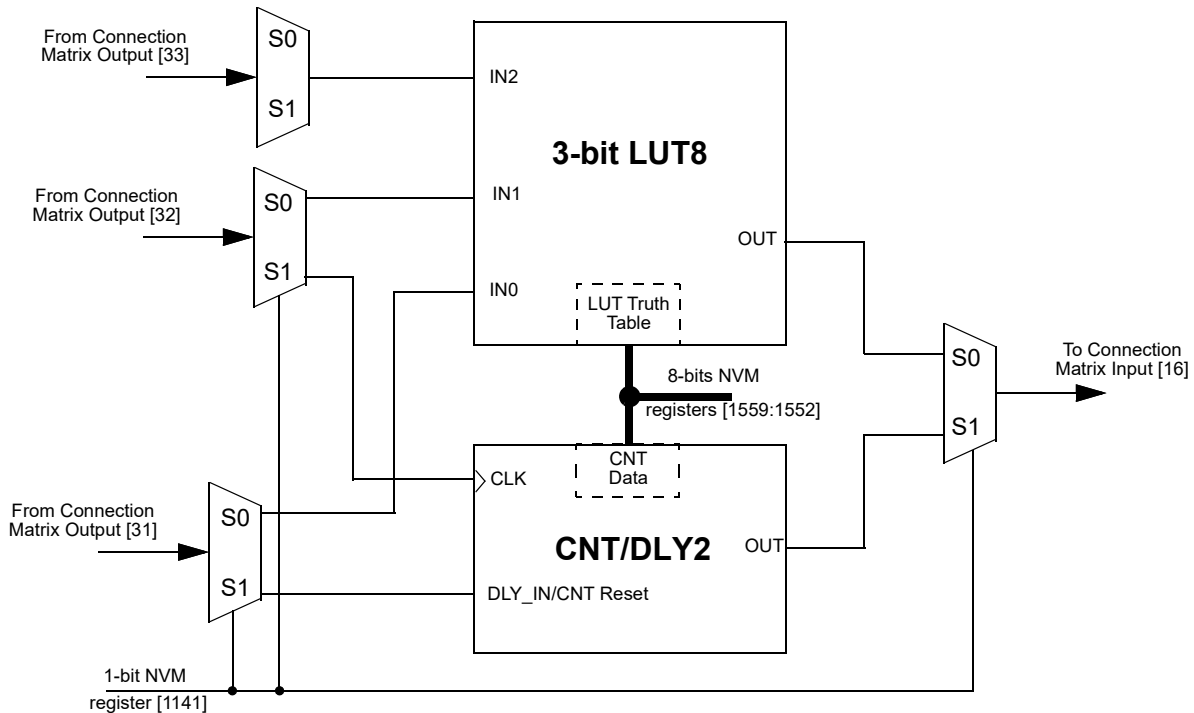 From Connection
Matrix Output [33]
S0
S1
IN2
3-bit LUT8
From Connection
Matrix Output [32]
S0
S1
IN1
IN0
OUT
LUT Truth
Table
8-bits NVM
registers [1559:1552]
S0
S1
To Connection
Matrix Input [16]
CNT
Data
CLK
From Connection
Matrix Output [31]
S0
S1
CNT/DLY2
OUT
DLY_IN/CNT Reset
1-bit NVM
register [1141]